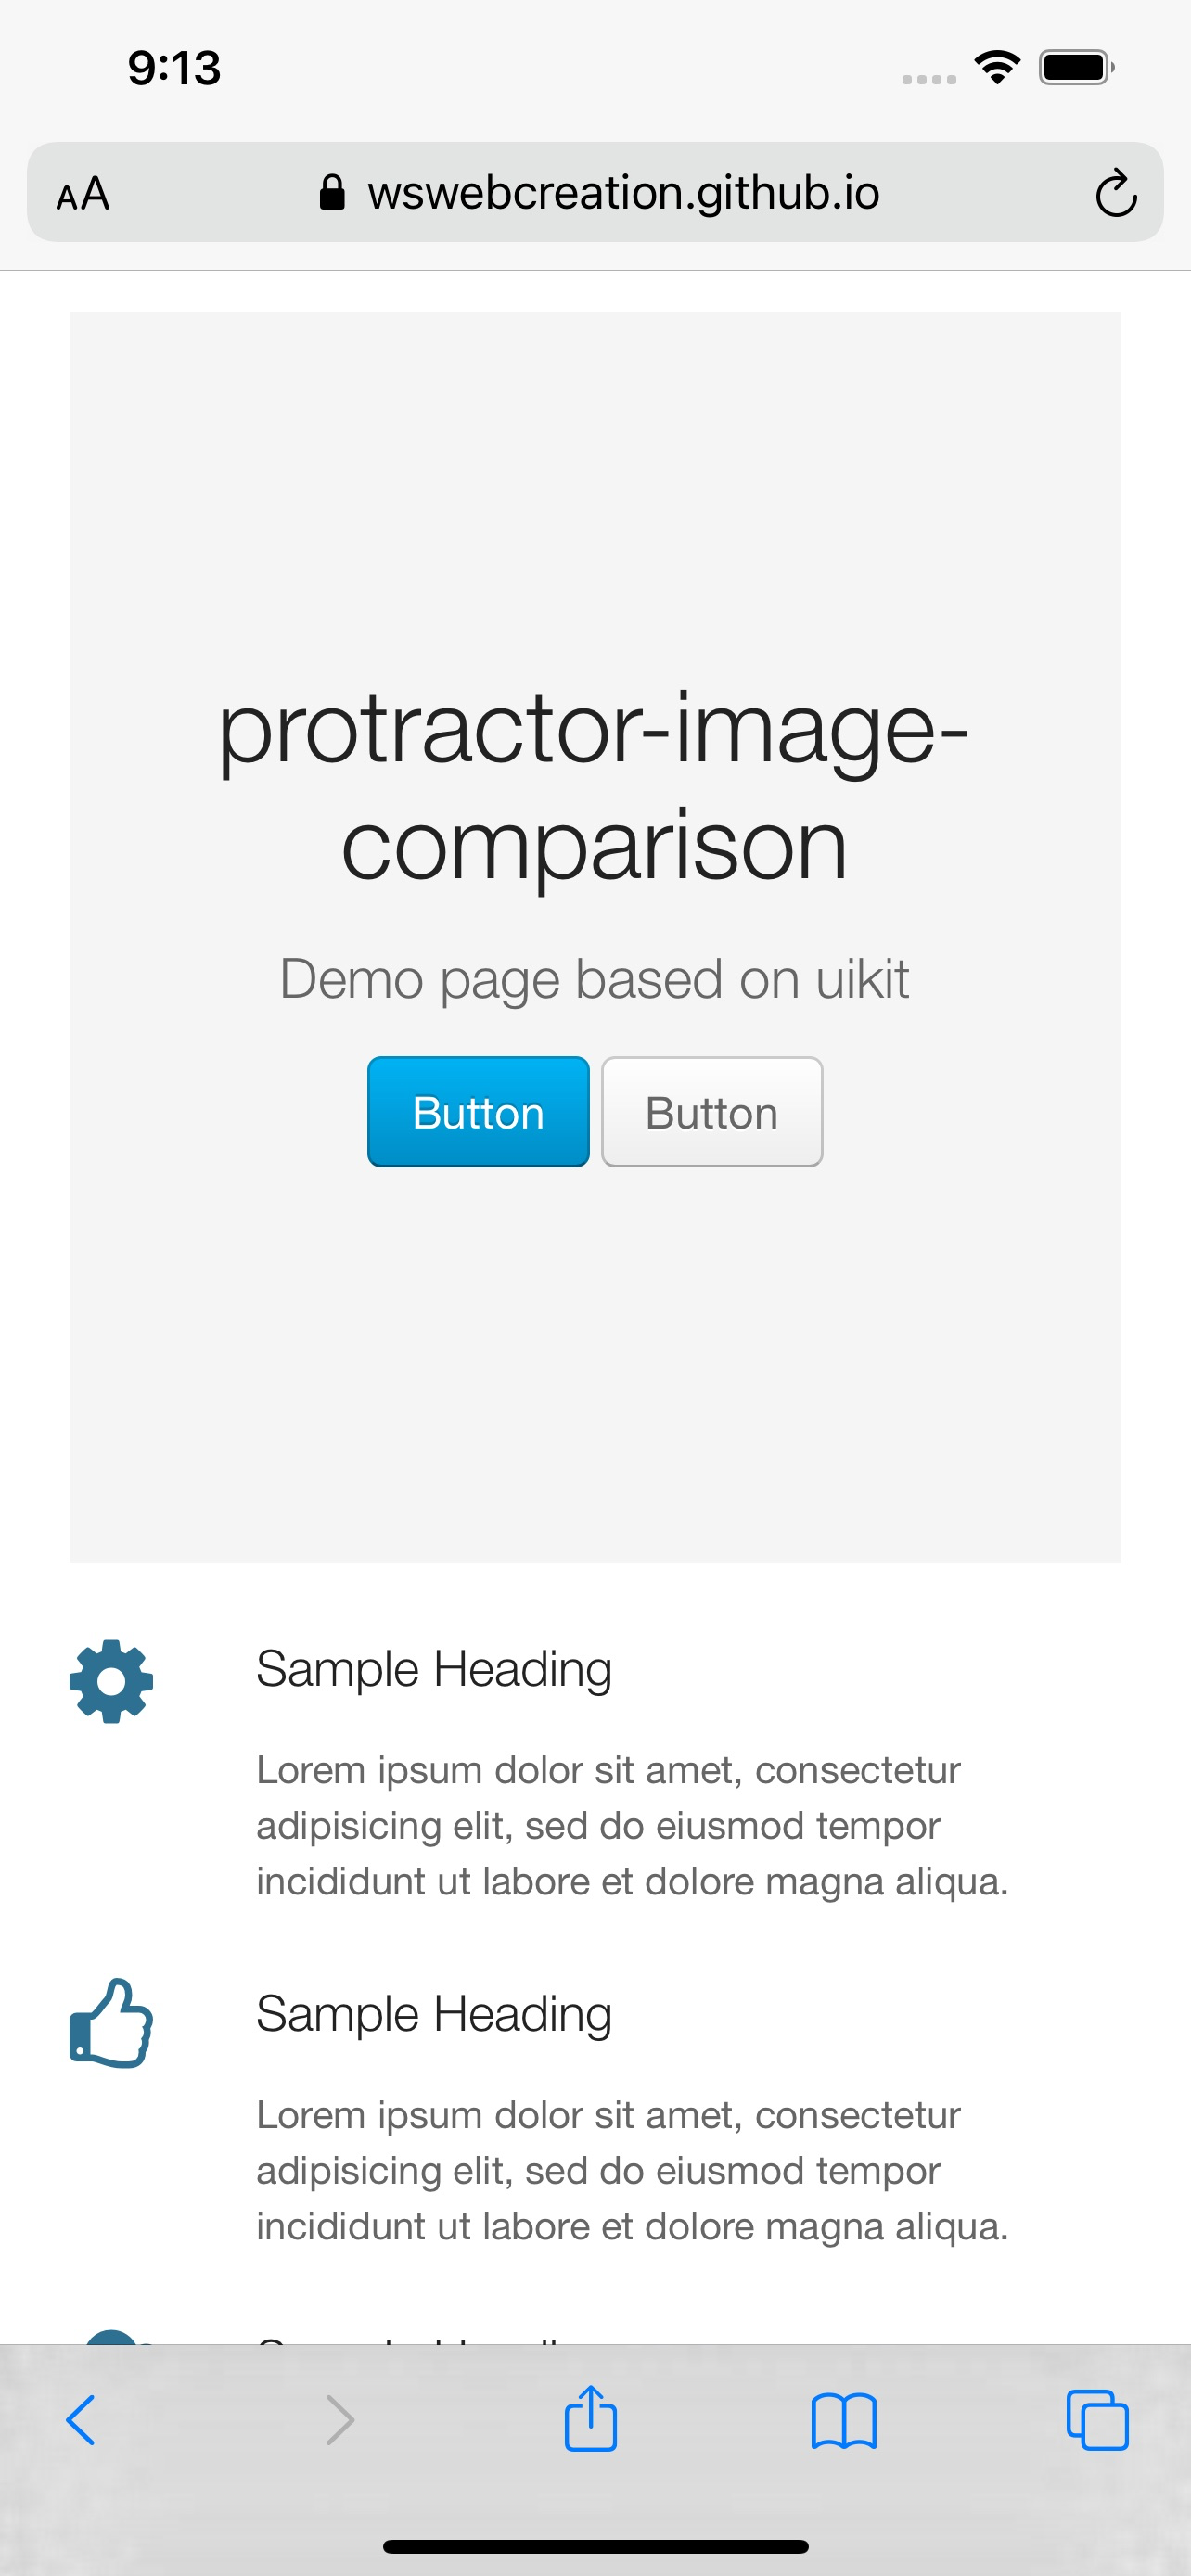 9:13
AA wswebcreation.github.io
protractor-image-
comparison
Demo page based on uikit
Button Button
Sample Heading
Lorem ipsum dolor sit amet, consectetur
adipisicing elit, sed do eiusmod tempor
incididunt ut labore et dolore magna aliqua.
Sample Heading
Lorem ipsum dolor sit amet, consectetur
adipisicing elit, sed do eiusmod tempor
incididunt ut labore et dolore magna aliqua.